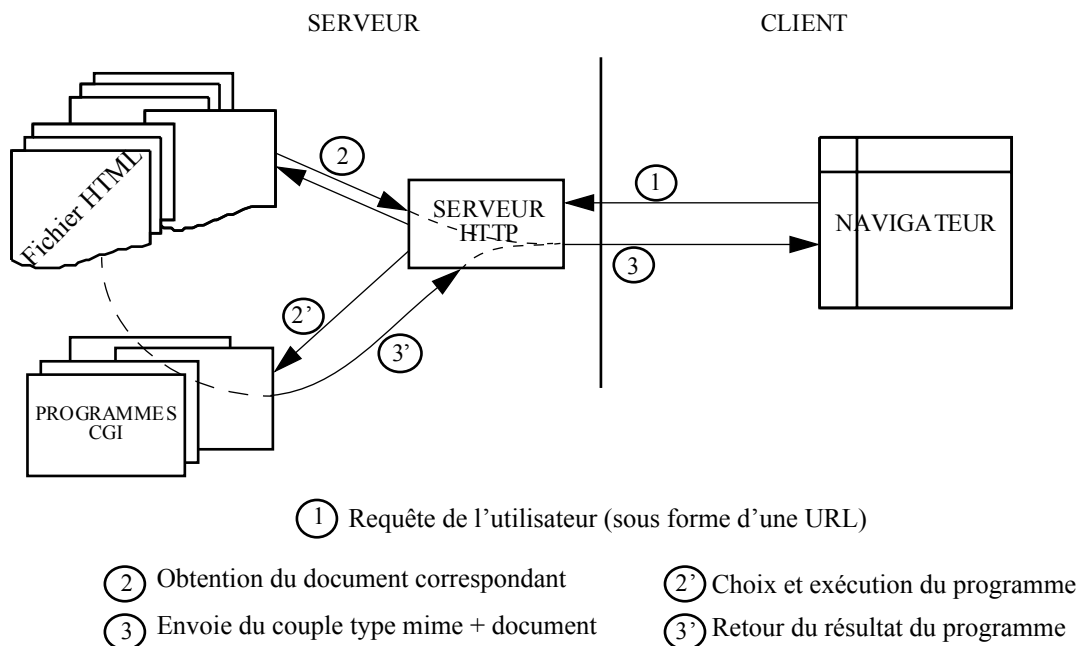 SERVEUR
CLIENT
Fichier HTML
2
1
SERVEUR
HTTP
NAVIGATEUR
3
2’
3’
PROGRAMMES
CGI
1 Requête de l’utilisateur (sous forme d’une URL)
2 Obtention du document correspondant
2’ Choix et exécution du programme
3 Envoie du couple type mime + document
3’ Retour du résultat du programme